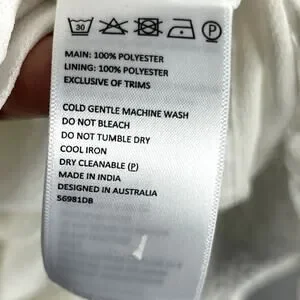 30 P
MAIN: 100% POLYESTER
LINING: 100% POLYESTER
EXCLUSIVE OF TRIMS
COLD GENTLE MACHINE WASH
DO NOT BLEACH
DO NOT TUMBLE DRY
COOL IRON
DRY CLEANABLE (P)
MADE IN INDIA
DESIGNED IN AUSTRALIA
S6981DB